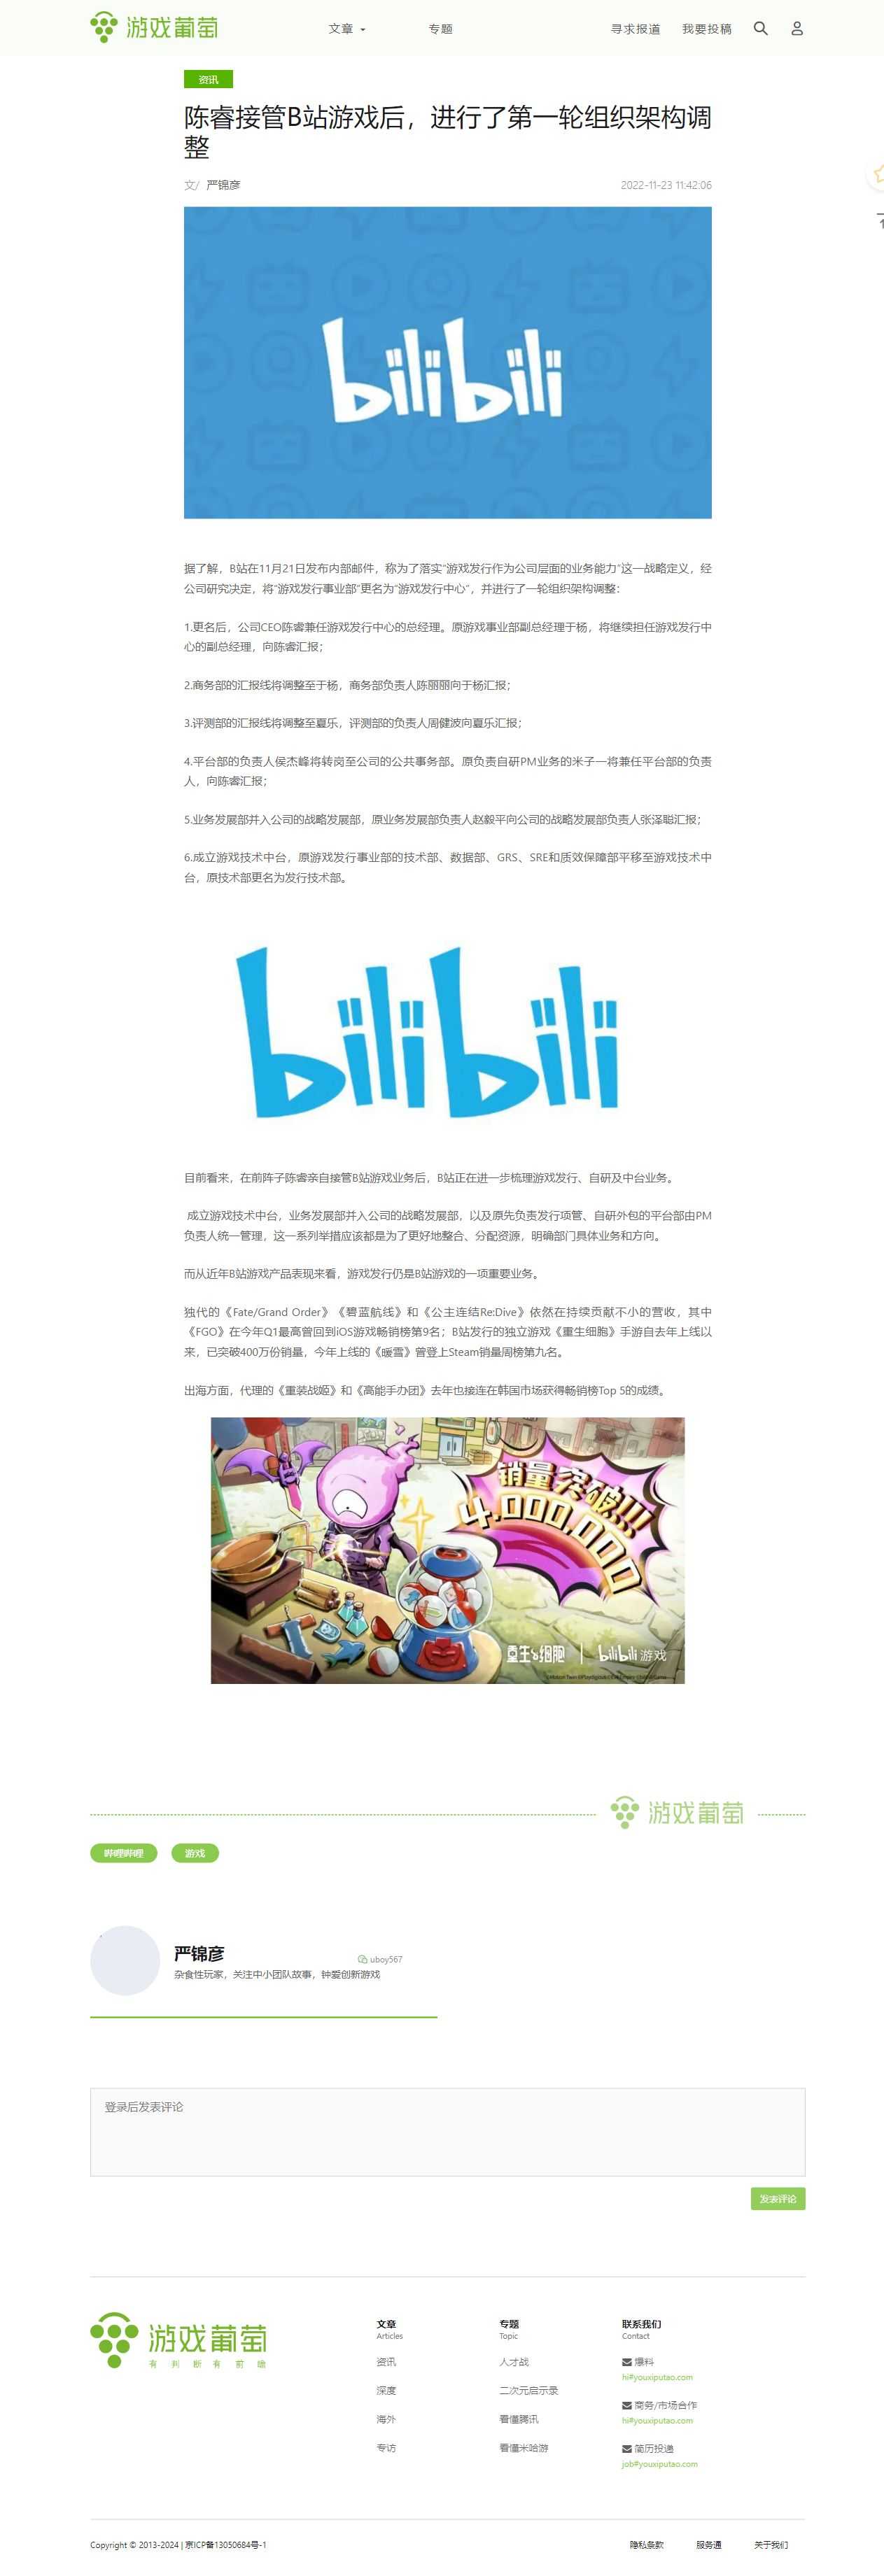 游戏葡萄
文章
专题
寻求报道
我要投稿
资讯
陈睿接管B站游戏后，进行了第一轮组织架构调
整
文/ 严锦彦
2022-11-23 11:42:06
bilibili
据了解，B站在11月21日发布内部邮件，称为了落实“游戏发行作为公司层面的业务能力”这一战略定义，经
公司研究决定，将“游戏发行事业部”更名为“游戏发行中心”，并进行了一轮组织架构调整：
1.更名后，公司CEO陈睿兼任游戏发行中心的总经理。原游戏事业部副总经理于杨，将继续担任游戏发行中
心的副总经理，向陈睿汇报；
2.商务部的汇报线将调整至于杨，商务部负责人陈丽丽向于杨汇报；
3.评测部的汇报线将调整至夏乐，评测部的负责人周健波向夏乐汇报；
4.平台部的负责人侯杰峰将转岗至公司的公共事务部。原负责自研PM业务的米子一将兼任平台部的负责
人，向陈睿汇报；
5.业务发展部并入公司的战略发展部，原业务发展部负责人赵毅平向公司的战略发展部负责人张泽聪汇报；
6.成立游戏技术中台，原游戏发行事业部的技术部、数据部、GRS、SRE和质效保障部平移至游戏技术中
台，原技术部更名为发行技术部。
bilibili
目前看来，在前阵子陈睿亲自接管B站游戏业务后，B站正在进一步梳理游戏发行、自研及中台业务。
成立游戏技术中台，业务发展部并入公司的战略发展部，以及原先负责发行项管、自研外包的平台部由PM
负责人统一管理，这一系列举措应该都是为了更好地整合、分配资源，明确部门具体业务和方向。
而从近年B站游戏产品表现来看，游戏发行仍是B站游戏的一项重要业务。
独代的《Fate/Grand Order》《碧蓝航线》和《公主连结Re:Dive》依然在持续贡献不小的营收，其中
《FGO》在今年Q1最高曾回到iOS游戏畅销榜第9名；B站发行的独立游戏《重生细胞》手游自去年上线以
来，已突破400万份销量，今年上线的《暖雪》曾登上Steam销量周榜第九名。
出海方面，代理的《重装战姬》和《高能手办团》去年也接连在韩国市场获得畅销榜Top 5的成绩。
销量突破!!!
4,000,000
重生细胞 | bilibili 游戏
游戏葡萄
哔哩哔哩
游戏
严锦彦
uboy567
杂食性玩家，关注中小团队故事，钟爱创新游戏
登录后发表评论
发表评论
游戏葡萄
有判断有前瞻
文章
Articles
资讯
深度
海外
专访
专题
Topic
人才战
二次元启示录
看懂腾讯
看懂米哈游
联系我们
Contact
爆料
hi#youxiputao.com
商务/市场合作
hi#youxiputao.com
简历投递
job#youxiputao.com
Copyright © 2013-2024 | 京ICP备13050684号-1
隐私条款
服务通
关于我们